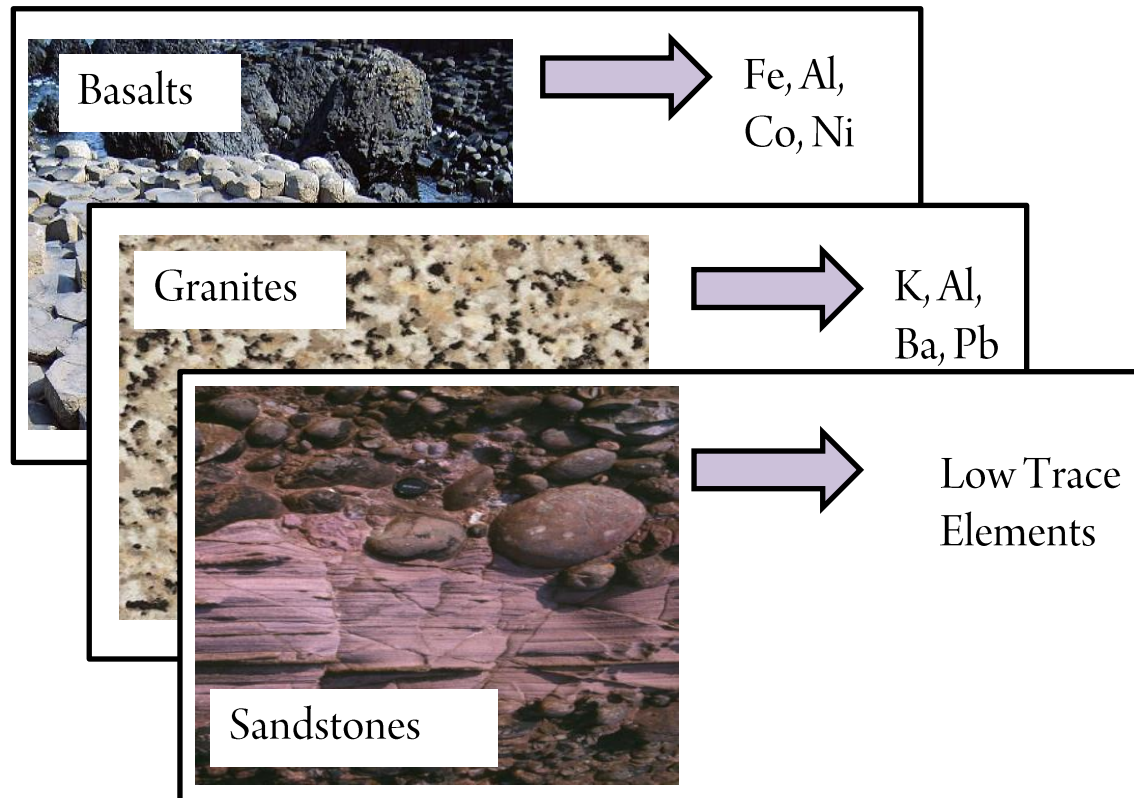 Basalts
Fe, Al,
Co, Ni
Granites
K, Al,
Ba, Pb
Sandstones
Low Trace
Elements